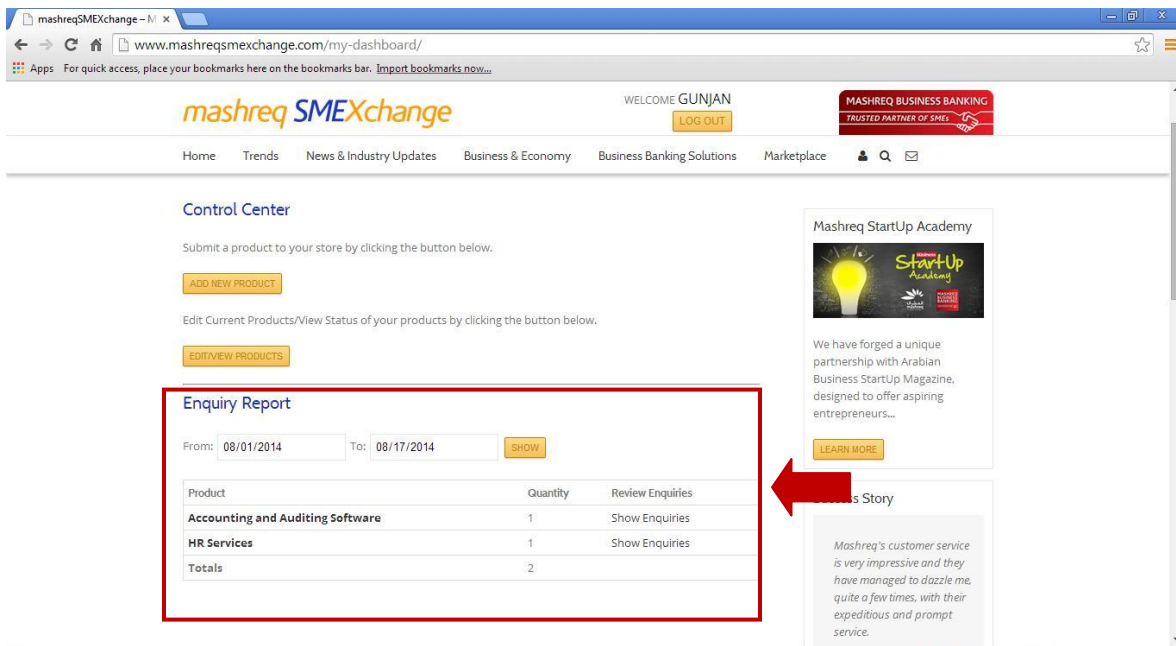 mashreqSMEXchange – M
www.mashreqsmexchange.com/my-dashboard/
Apps For quick access, place your bookmarks here on the bookmarks bar. Import bookmarks now...
mashreq SMEXchange
WELCOME GUNJAN
LOG OUT
MASHREQ BUSINESS BANKING
TRUSTED PARTNER OF SMEs
Home Trends News & Industry Updates Business & Economy Business Banking Solutions Marketplace
Control Center
Submit a product to your store by clicking the button below.
ADD NEW PRODUCT
Edit Current Products/View Status of your products by clicking the button below.
EDIT/VIEW PRODUCTS
Enquiry Report
From: 08/01/2014 To: 08/17/2014 SHOW
Product Quantity Review Enquiries
Accounting and Auditing Software 1 Show Enquiries
HR Services 1 Show Enquiries
Totals 2
Mashreq StartUp Academy
StartUp
Academy
We have forged a unique
partnership with Arabian
Business StartUp Magazine,
designed to offer aspiring
entrepreneurs...
LEARN MORE
Story
Mashreq's customer service
is very impressive and they
have managed to dazzle me,
quite a few times, with their
expeditious and prompt
service.